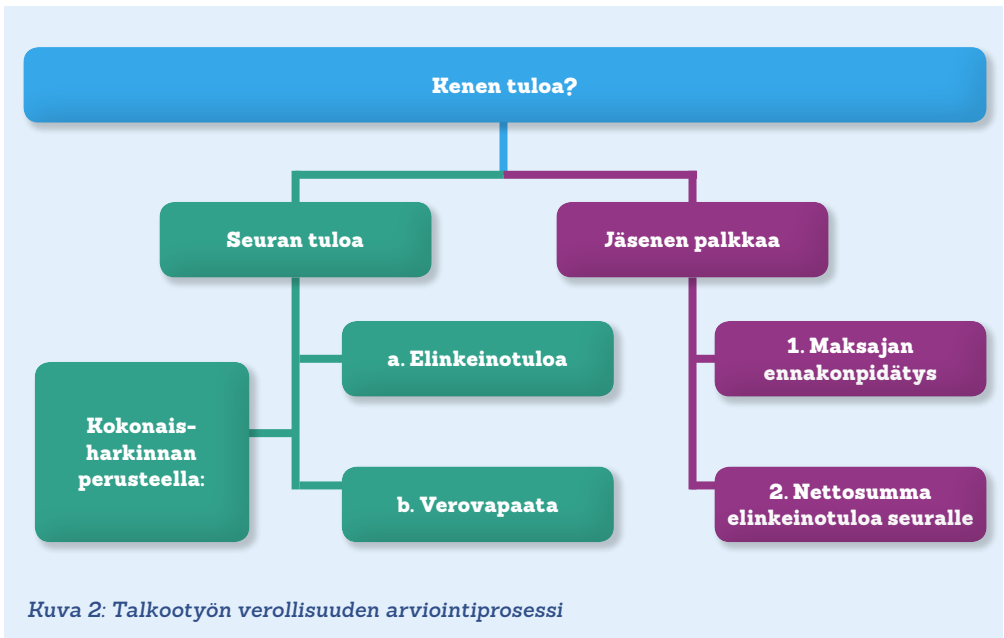 Kenen tuloa?
Seuran tuloa
Jäsenen palkkaa
Kokonais-
harkinnan
perusteella:
a. Elinkeinotuloa
b. Verovapaata
1. Maksajan
ennakonpidätys
2. Nettosumma
elinkeinotuloa seuralle
Kuva 2: Talkootyön verollisuuden arviointiprosessi